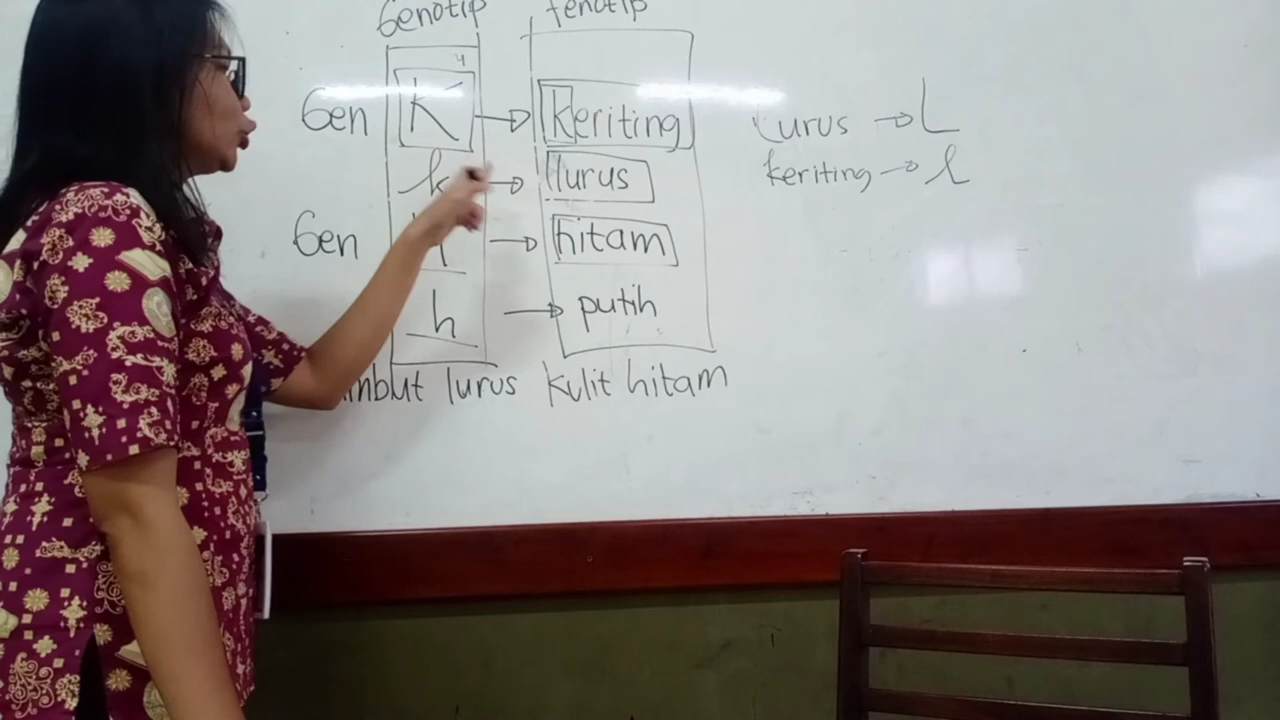 Genotip fenotip
Gen K → keriting
k → lurus
Gen → hitam
h → putih
lurus kulit hitam
Lurus → L
keriting → l